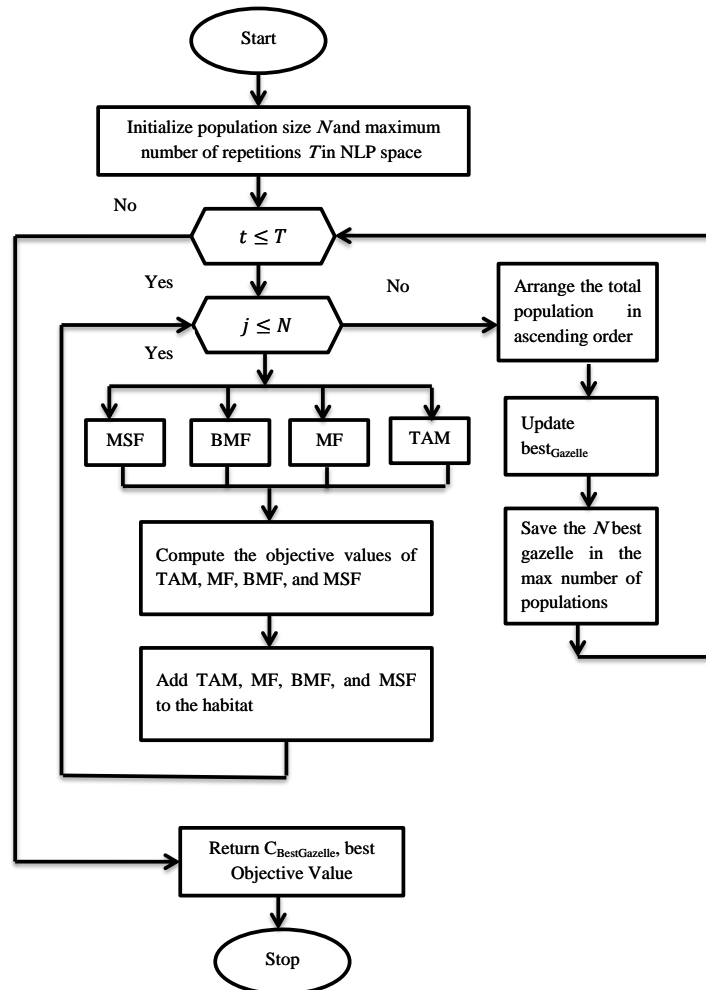 Start
Initialize population size N and maximum
number of repetitions T in NLP space
No
t ≤ T
Yes
No
j ≤ N
Yes
Arrange the total
population in
ascending order
MSF
BMF
MF
TAM
Update
bestGazelle
Compute the objective values of
TAM, MF, BMF, and MSF
Save the N best
gazelle in the
max number of
populations
Add TAM, MF, BMF, and MSF
to the habitat
Return CBestGazelle, best
Objective Value
Stop